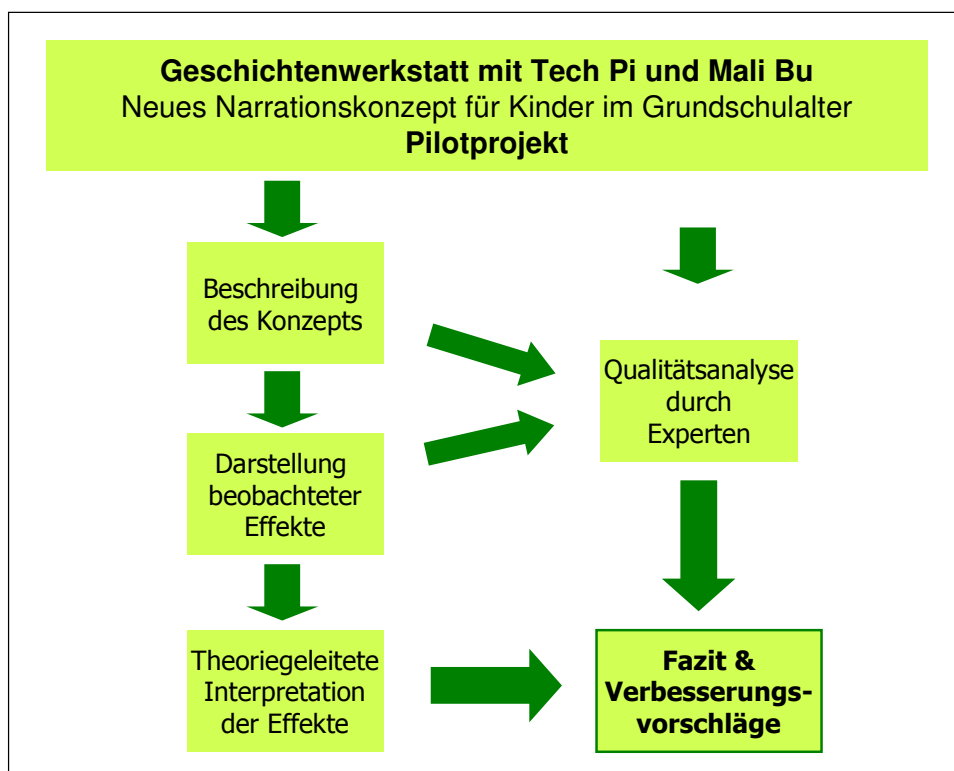 Geschichtenwerkstatt mit Tech Pi und Mali Bu
Neues Narrationskonzept für Kinder im Grundschulalter
Pilotprojekt
Beschreibung
des Konzepts
Qualitätsanalyse
durch
Experten
Darstellung
beobachteter
Effekte
Theoriegeleitete
Interpretation
der Effekte
Fazit &
Verbesserungs-
vorschläge